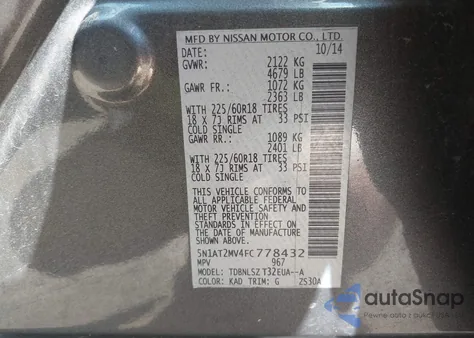 MFD BY NISSAN MOTOR CO., LTD.
DATE: 10/14
GVWR: 2122 KG
4679 LB
GAWR FR.: 1072 KG
2363 LB
WITH 225/60R18 TIRES
18 X 7J RIMS AT 33 PSI
COLD SINGLE
GAWR RR.: 1089 KG
2401 LB
WITH 225/60R18 TIRES
18 X 7J RIMS AT 33 PSI
COLD SINGLE
THIS VEHICLE CONFORMS TO
ALL APPLICABLE FEDERAL
MOTOR VEHICLE SAFETY AND
THEFT PREVENTION
STANDARDS IN EFFECT ON
THE DATE OF MANUFACTURE
SHOWN ABOVE.
5N1AT2MV4FC778432
MPV 967
MODEL: TDBNLSZ T32EUA--A
COLOR: KAD TRIM: G ZS30A
autoSnap